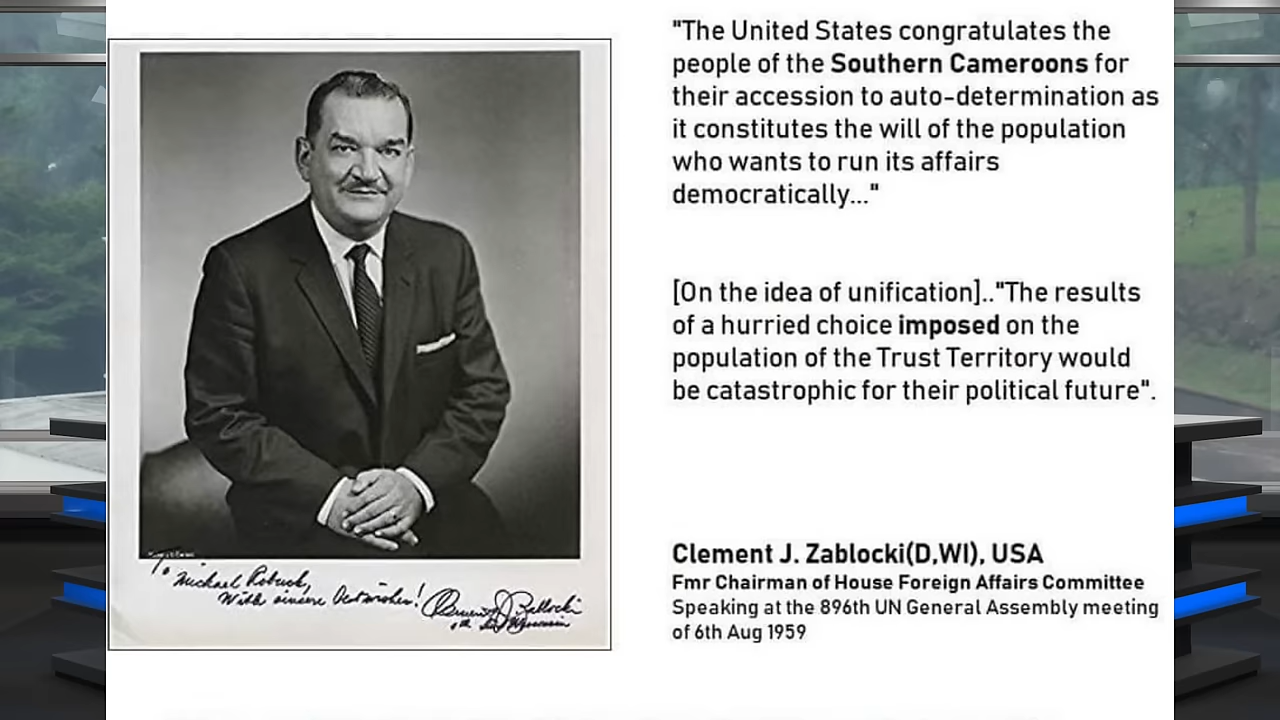 "The United States congratulates the
people of the Southern Cameroons for
their accession to auto-determination as
it constitutes the will of the population
who wants to run its affairs
democratically..."
[On the idea of unification].."The results
of a hurried choice imposed on the
population of the Trust Territory would
be catastrophic for their political future".
Clement J. Zablocki(D,WI), USA
Fmr Chairman of House Foreign Affairs Committee
Speaking at the 896th UN General Assembly meeting
of 6th Aug 1959
To Michael
With sincere Best wishes! Clement J. Zablocki
Wisconsin